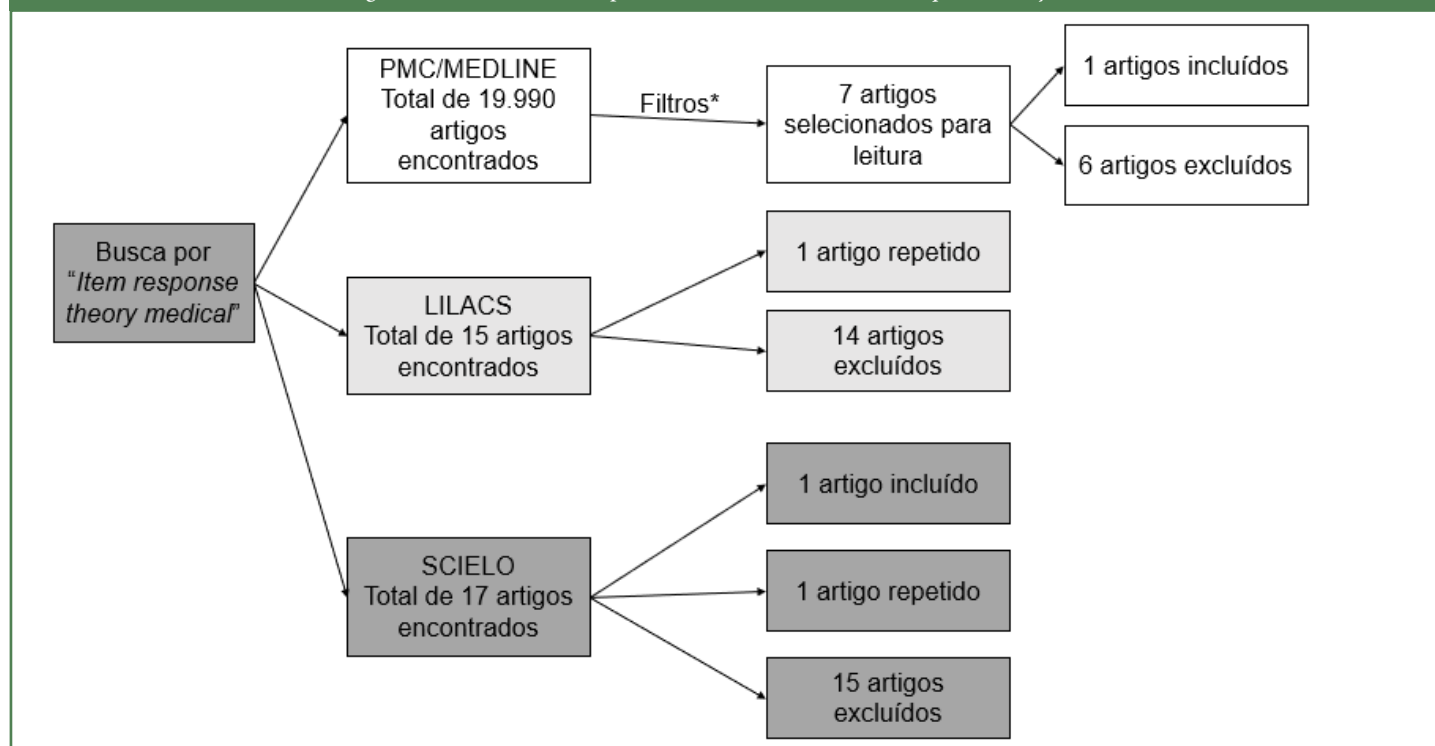 Busca por
“Item response
theory medical”
PMC/MEDLINE
Total de 19.990
artigos
encontrados
Filtros*
7 artigos
selecionados para
leitura
1 artigos incluídos
6 artigos excluídos
LILACS
Total de 15 artigos
encontrados
1 artigo repetido
14 artigos
excluídos
SCIELO
Total de 17 artigos
encontrados
1 artigo incluído
1 artigo repetido
15 artigos
excluídos